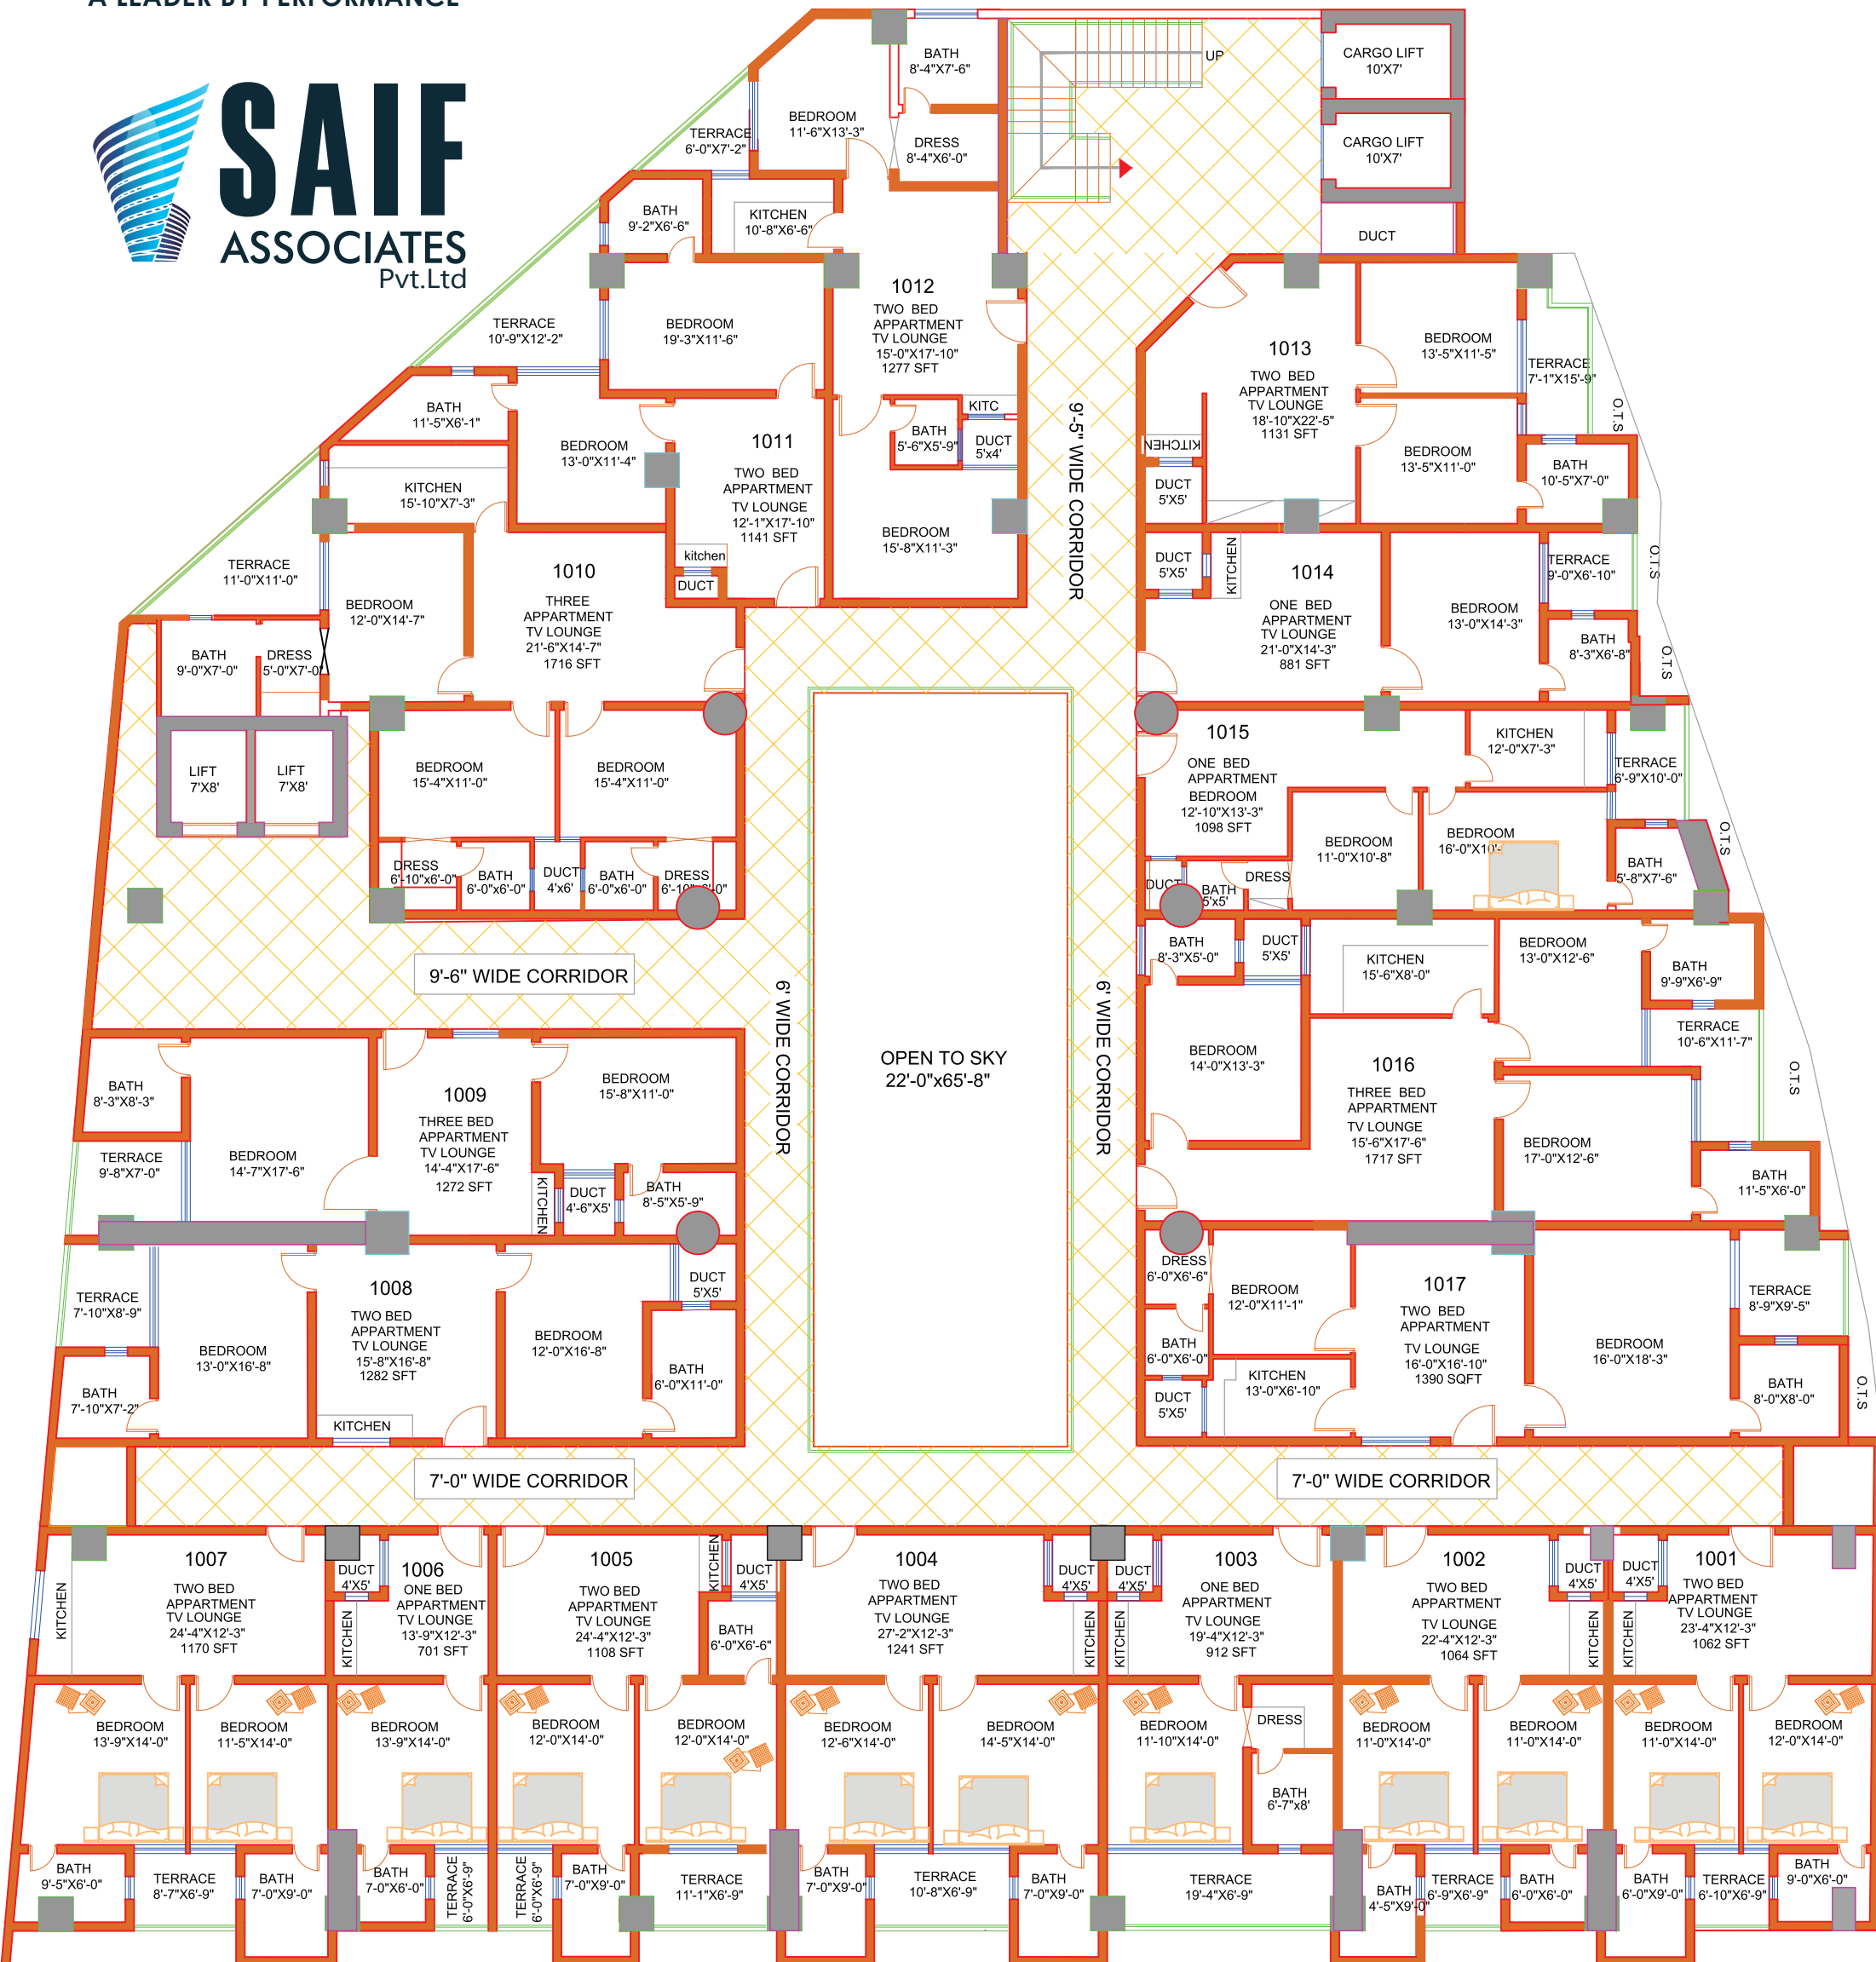 A LEADER BY PERFORMANCE
SAIF
ASSOCIATES
Pvt.Ltd
BATH
8'-4"X7'-6"
UP
CARGO LIFT
10'X7'
CARGO LIFT
10'X7'
DUCT
BEDROOM
11'-6"X13'-3"
TERRACE
6'-0"X7'-2"
DRESS
8'-4"X6'-0"
BATH
9'-2"X6'-6"
KITCHEN
10'-8"X6'-6"
1012
TWO BED
APPARTMENT
TV LOUNGE
15'-0"X17'-10"
1277 SFT
KITC
BATH
5'-6"X5'-9"
DUCT
5'x4'
BEDROOM
15'-8"X11'-3"
TERRACE
10'-9"X12'-2"
BEDROOM
19'-3"X11'-6"
BATH
11'-5"X6'-1"
BEDROOM
13'-0"X11'-4"
1011
TWO BED
APPARTMENT
TV LOUNGE
12'-1"X17'-10"
1141 SFT
kitchen
DUCT
KITCHEN
15'-10"X7'-3"
TERRACE
11'-0"X11'-0"
BEDROOM
12'-0"X14'-7"
1010
THREE
APPARTMENT
TV LOUNGE
21'-6"X14'-7"
1716 SFT
BATH
9'-0"X7'-0"
DRESS
5'-0"X7'-0"
LIFT
7'X8'
LIFT
7'X8'
BEDROOM
15'-4"X11'-0"
BEDROOM
15'-4"X11'-0"
DRESS
6'-10"x6'-0"
BATH
6'-0"x6'-0"
DUCT
4'x6'
BATH
6'-0"x6'-0"
DRESS
9'-5" WIDE CORRIDOR
1013
TWO BED
APPARTMENT
TV LOUNGE
18'-10"X22'-5"
1131 SFT
BEDROOM
13'-5"X11'-5"
TERRACE
7'-1"X15'-9"
O.T.S
KITCHEN
DUCT
5'X5'
BEDROOM
13'-5"X11'-0"
BATH
10'-5"X7'-0"
DUCT
5'X5'
KITCHEN
1014
ONE BED
APPARTMENT
TV LOUNGE
21'-0"X14'-3"
881 SFT
BEDROOM
13'-0"X14'-3"
TERRACE
9'-0"X6'-10"
O.T.S
BATH
8'-3"X6'-8"
O.T.S
1015
ONE BED
APPARTMENT
BEDROOM
12'-10"X13'-3"
1098 SFT
KITCHEN
12'-0"X7'-3"
TERRACE
6'-9"X10'-0"
BEDROOM
11'-0"X10'-8"
BEDROOM
16'-0"X10'-
BATH
5'-8"X7'-6"
O.T.S
DUCT
BATH
5'x5'
DRESS
9'-6" WIDE CORRIDOR
6' WIDE CORRIDOR
OPEN TO SKY
22'-0"x65'-8"
6' WIDE CORRIDOR
BATH
8'-3"X5'-0"
DUCT
5'X5'
KITCHEN
15'-6"X8'-0"
BEDROOM
13'-0"X12'-6"
BATH
9'-9"X6'-9"
TERRACE
10'-6"X11'-7"
O.T.S
BEDROOM
14'-0"X13'-3"
1016
THREE BED
APPARTMENT
TV LOUNGE
15'-6"X17'-6"
1717 SFT
BEDROOM
17'-0"X12'-6"
BATH
11'-5"X6'-0"
BATH
8'-3"X8'-3"
TERRACE
9'-8"X7'-0"
BEDROOM
14'-7"X17'-6"
1009
THREE BED
APPARTMENT
TV LOUNGE
14'-4"X17'-6"
1272 SFT
BEDROOM
15'-8"X11'-0"
KITCHEN
DUCT
4'-6"X5'
BATH
8'-5"X5'-9"
TERRACE
7'-10"X8'-9"
BATH
7'-10"X7'-2"
BEDROOM
13'-0"X16'-8"
1008
TWO BED
APPARTMENT
TV LOUNGE
15'-8"X16'-8"
1282 SFT
KITCHEN
BEDROOM
12'-0"X16'-8"
DUCT
5'X5'
BATH
6'-0"X11'-0"
DRESS
6'-0"X6'-6"
BATH
6'-0"X6'-0"
DUCT
5'X5'
BEDROOM
12'-0"X11'-1"
KITCHEN
13'-0"X6'-10"
1017
TWO BED
APPARTMENT
TV LOUNGE
16'-0"X16'-10"
1390 SQFT
BEDROOM
16'-0"X18'-3"
TERRACE
8'-9"X9'-5"
BATH
8'-0"X8'-0"
O.T.S
7'-0" WIDE CORRIDOR
7'-0" WIDE CORRIDOR
KITCHEN
1007
TWO BED
APPARTMENT
TV LOUNGE
24'-4"X12'-3"
1170 SFT
DUCT
4'X5'
KITCHEN
1006
ONE BED
APPARTMENT
TV LOUNGE
13'-9"X12'-3"
701 SFT
1005
TWO BED
APPARTMENT
TV LOUNGE
24'-4"X12'-3"
1108 SFT
KITCHEN
DUCT
4'X5'
BATH
6'-0"X6'-6"
1004
TWO BED
APPARTMENT
TV LOUNGE
27'-2"X12'-3"
1241 SFT
DUCT
4'X5'
KITCHEN
DUCT
4'X5'
KITCHEN
1003
ONE BED
APPARTMENT
TV LOUNGE
19'-4"X12'-3"
912 SFT
1002
TWO BED
APPARTMENT
TV LOUNGE
22'-4"X12'-3"
1064 SFT
DUCT
4'X5'
KITCHEN
DUCT
4'X5'
KITCHEN
1001
TWO BED
APPARTMENT
TV LOUNGE
23'-4"X12'-3"
1062 SFT
BEDROOM
13'-9"X14'-0"
BEDROOM
11'-5"X14'-0"
BEDROOM
13'-9"X14'-0"
BEDROOM
12'-0"X14'-0"
BEDROOM
12'-0"X14'-0"
BEDROOM
12'-6"X14'-0"
BEDROOM
14'-5"X14'-0"
BEDROOM
11'-10"X14'-0"
DRESS
BATH
6'-7"x8'
BEDROOM
11'-0"X14'-0"
BEDROOM
11'-0"X14'-0"
BEDROOM
11'-0"X14'-0"
BEDROOM
12'-0"X14'-0"
BATH
9'-5"X6'-0"
TERRACE
8'-7"X6'-9"
BATH
7'-0"X9'-0"
BATH
7'-0"X6'-0"
TERRACE
6'-0"X6'-9"
TERRACE
6'-0"X6'-9"
BATH
7'-0"X9'-0"
TERRACE
11'-1"X6'-9"
BATH
7'-0"X9'-0"
TERRACE
10'-8"X6'-9"
BATH
7'-0"X9'-0"
TERRACE
19'-4"X6'-9"
BATH
4'-5"X9'-0"
TERRACE
6'-9"X6'-9"
BATH
6'-0"X6'-0"
BATH
6'-0"X9'-0"
TERRACE
6'-10"X6'-9"
BATH
9'-0"X6'-0"